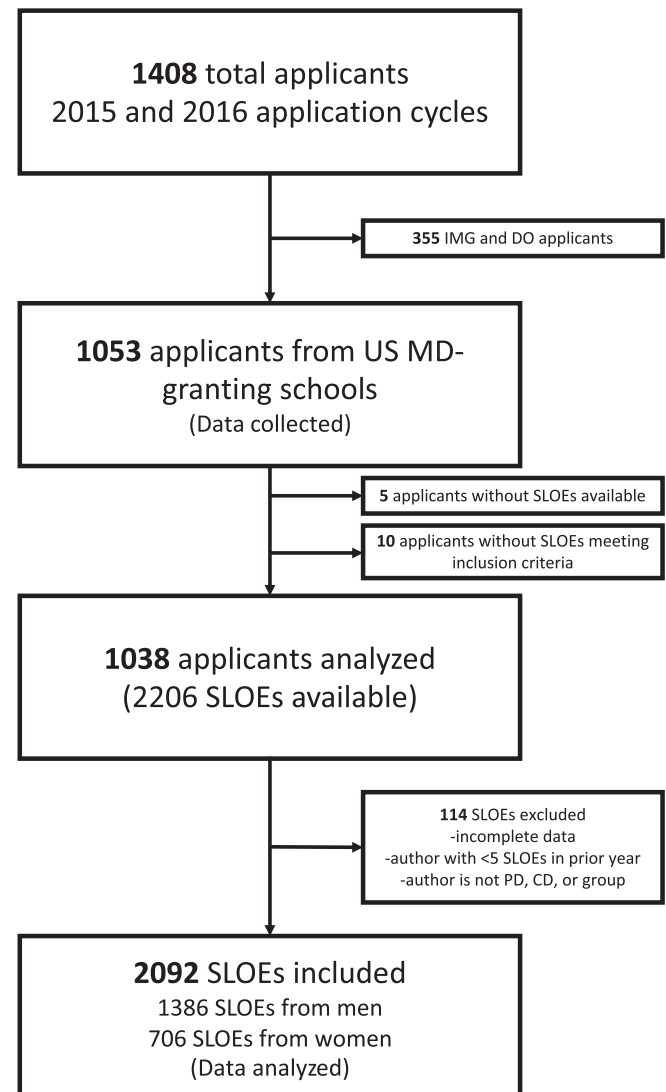 1408 total applicants
2015 and 2016 application cycles
355 IMG and DO applicants
1053 applicants from US MD-
granting schools
(Data collected)
5 applicants without SLOEs available
10 applicants without SLOEs meeting
inclusion criteria
1038 applicants analyzed
(2206 SLOEs available)
114 SLOEs excluded
-incomplete data
-author with <5 SLOEs in prior year
-author is not PD, CD, or group
2092 SLOEs included
1386 SLOEs from men
706 SLOEs from women
(Data analyzed)